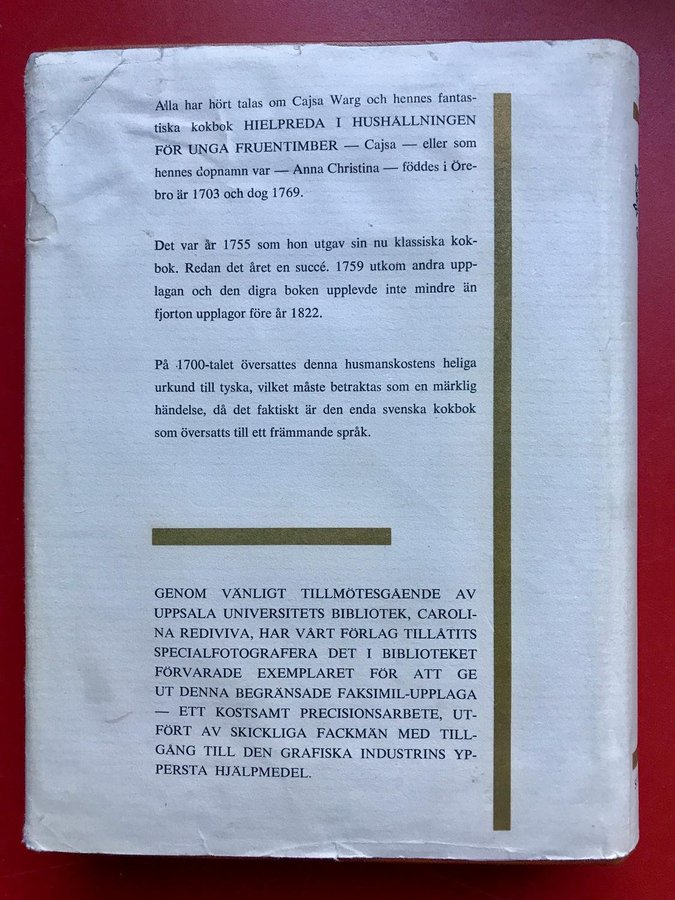 Alla har hört talas om Cajsa Warg och hennes fantas-
tiska kokbok HIELPREDA I HUSHÅLLNINGEN
FÖR UNGA FRUENTIMBER — Cajsa — eller som
hennes dopnamn var — Anna Christina — föddes i Öre-
bro är 1703 och dog 1769.
Det var år 1755 som hon utgav sin nu klassiska kok-
bok. Redan det året en succé. 1759 utkom andra upp-
lagan och den digra boken upplevde inte mindre än
fjorton upplagor före år 1822.
På 1700-talet översattes denna husmanskostens heliga
urkund till tyska, vilket måste betraktas som en märklig
händelse, då det faktiskt är den enda svenska kokbok
som översatts till ett främmande språk.
GENOM VÄNLIGT TILLMÖTESGÅENDE AV
UPPSALA UNIVERSITETS BIBLIOTEK, CAROLI-
NA REDIVIVA, HAR VÅRT FÖRLAG TILLÅTITS
SPECIALFOTOGRAFERA DET I BIBLIOTEKET
FÖRVARADE EXEMPLARET FÖR ATT GE
UT DENNA BEGRÄNSADE FAKSIMIL-UPPLAGA
— ETT KOSTSAMT PRECISIONSARBETE, UT-
FÖRT AV SKICKLIGA FACKMÄN MED TILL-
GÅNG TILL DEN GRAFISKA INDUSTRINS YP-
PERSTA HJÄLPMEDEL.